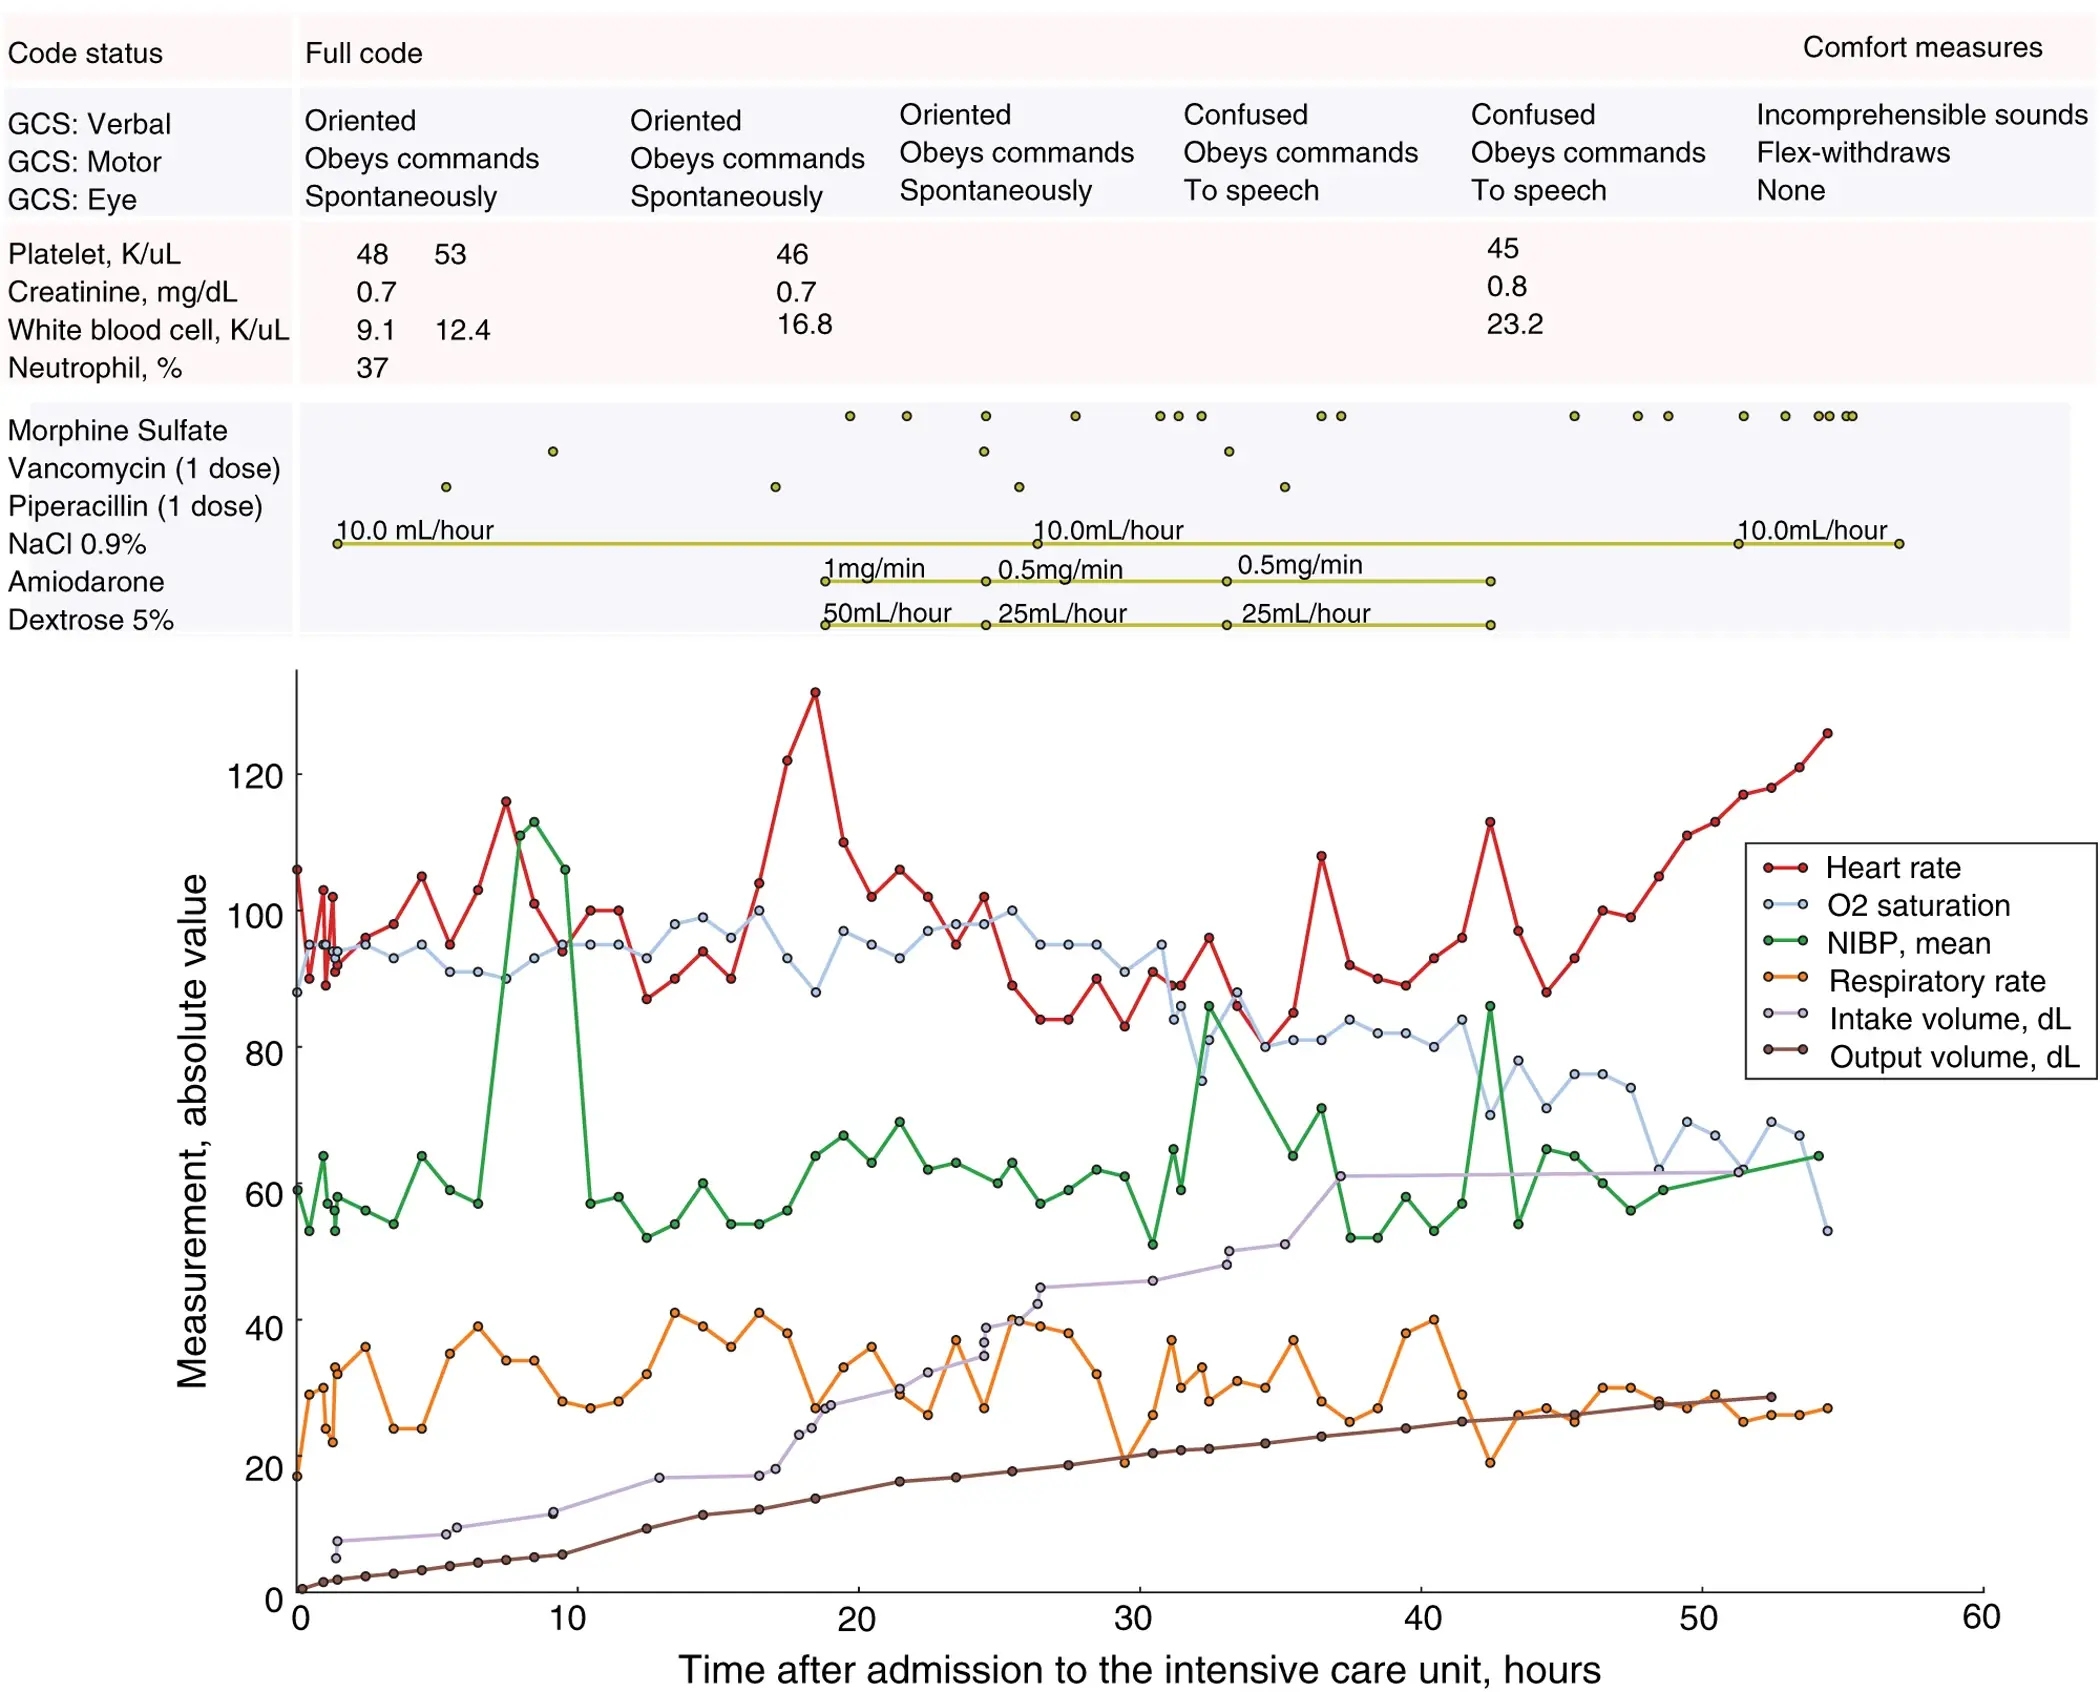 Code status Full code Comfort measures
GCS: Verbal Oriented Oriented Oriented Confused Confused Incomprehensible sounds
GCS: Motor Obeys commands Obeys commands Obeys commands Obeys commands Obeys commands Flex-withdraws
GCS: Eye Spontaneously Spontaneously Spontaneously To speech To speech None
Platelet, K/uL 48 53 46 45
Creatinine, mg/dL 0.7 0.7 0.8
White blood cell, K/uL 9.1 12.4 16.8 23.2
Neutrophil, % 37
Morphine Sulfate
Vancomycin (1 dose)
Piperacillin (1 dose)
NaCl 0.9% 10.0 mL/hour 10.0mL/hour 10.0mL/hour
Amiodarone 1mg/min 0.5mg/min 0.5mg/min
Dextrose 5% 50mL/hour 25mL/hour 25mL/hour
Measurement, absolute value
120
100
80
60
40
20
0
Heart rate
O2 saturation
NIBP, mean
Respiratory rate
Intake volume, dL
Output volume, dL
0 10 20 30 40 50 60
Time after admission to the intensive care unit, hours